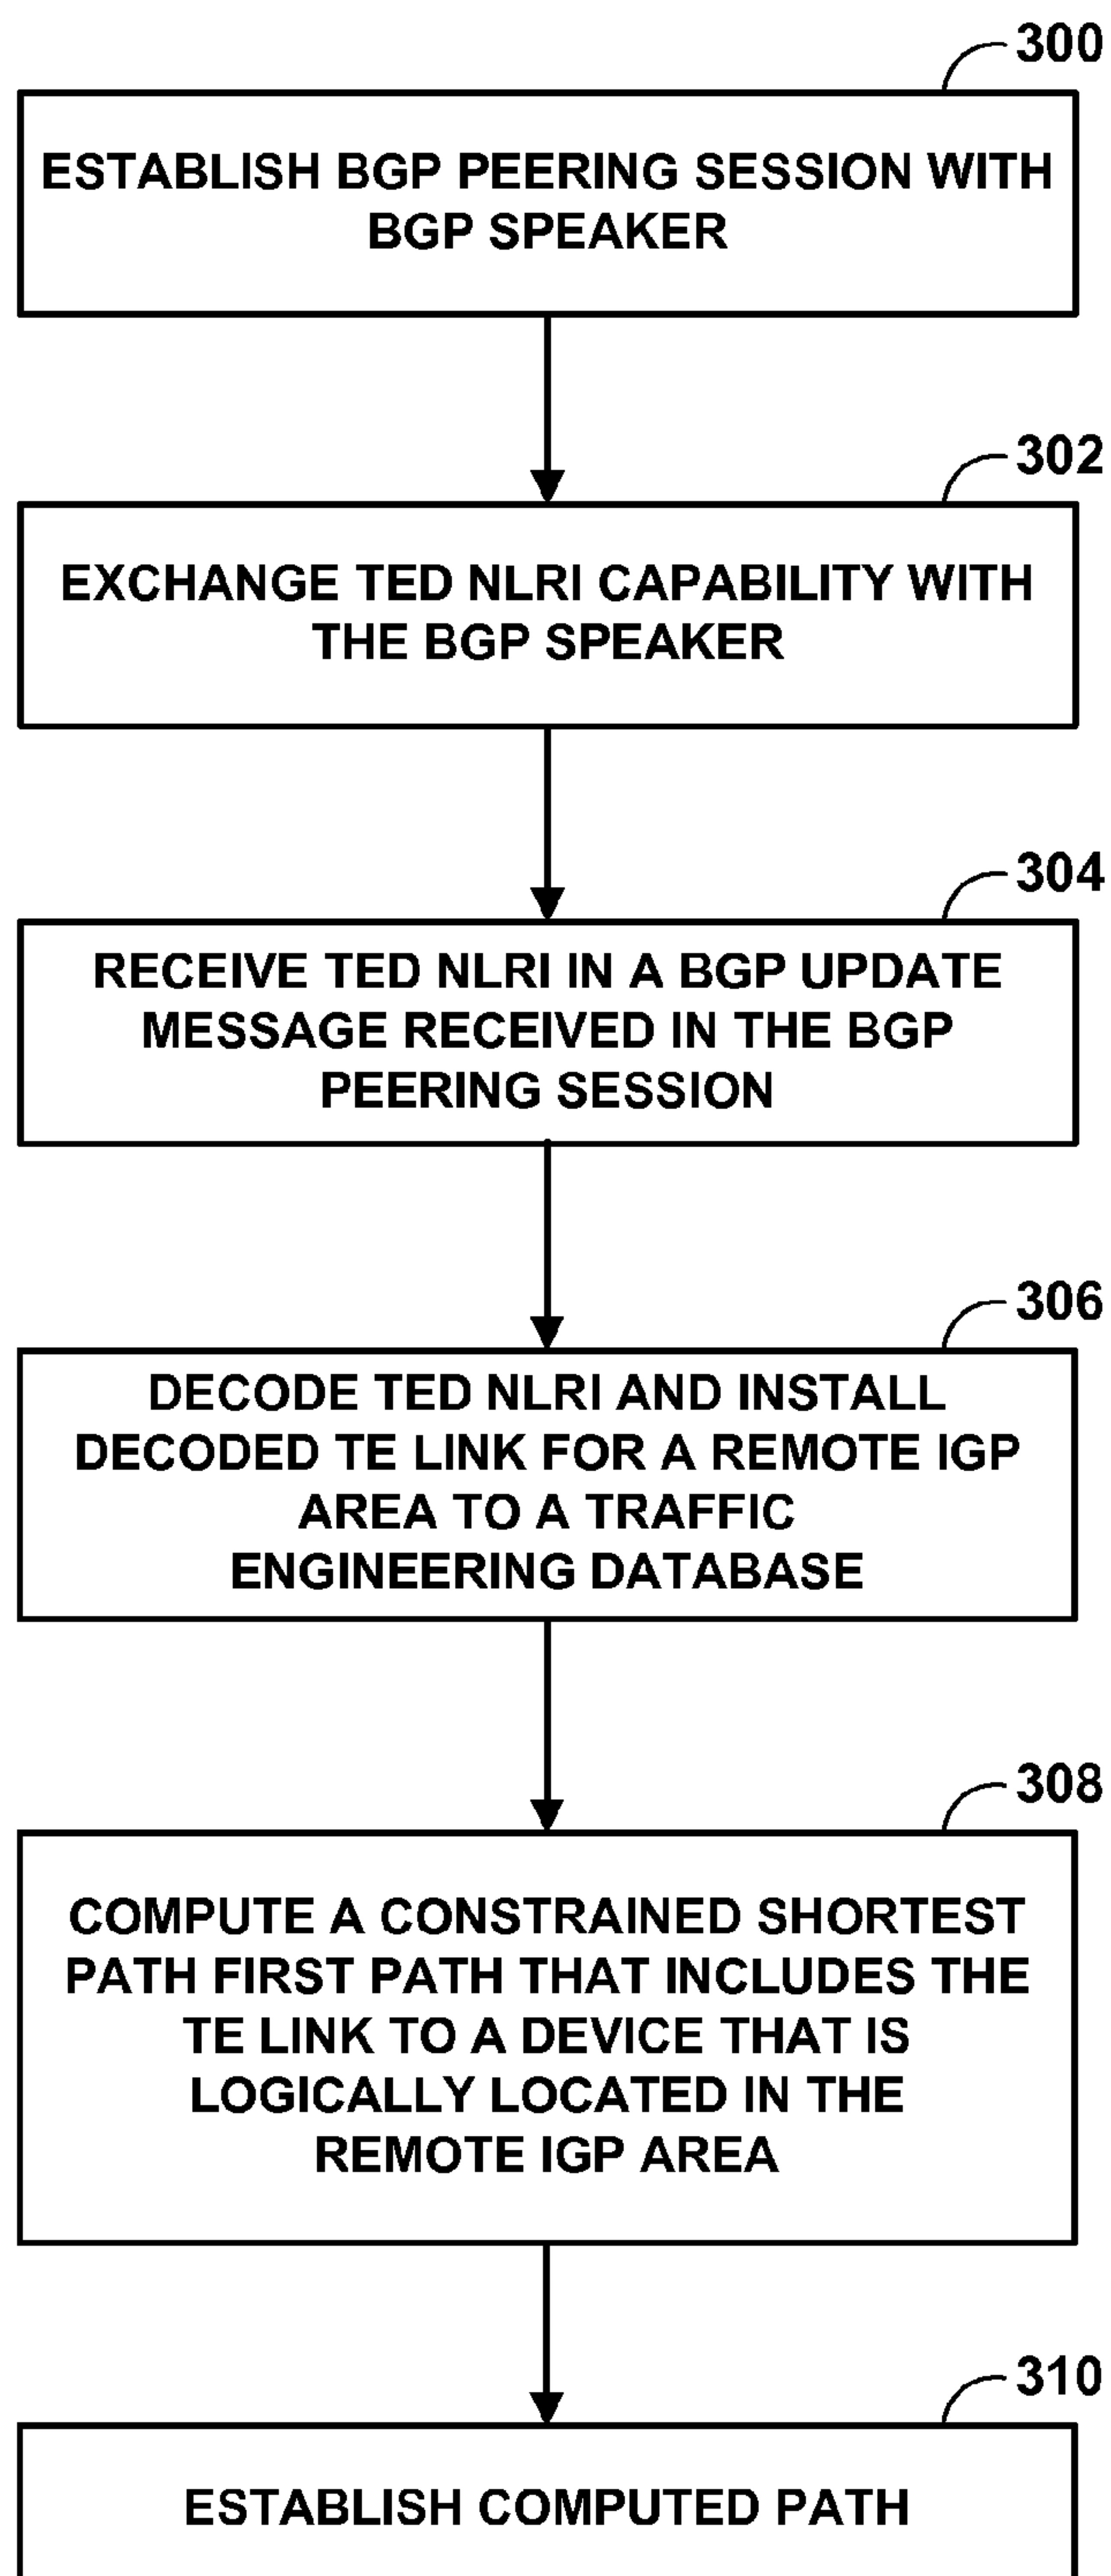 300
ESTABLISH BGP PEERING SESSION WITH
BGP SPEAKER
302
EXCHANGE TED NLRI CAPABILITY WITH
THE BGP SPEAKER
304
RECEIVE TED NLRI IN A BGP UPDATE
MESSAGE RECEIVED IN THE BGP
PEERING SESSION
306
DECODE TED NLRI AND INSTALL
DECODED TE LINK FOR A REMOTE IGP
AREA TO A TRAFFIC
ENGINEERING DATABASE
308
COMPUTE A CONSTRAINED SHORTEST
PATH FIRST PATH THAT INCLUDES THE
TE LINK TO A DEVICE THAT IS
LOGICALLY LOCATED IN THE
REMOTE IGP AREA
310
ESTABLISH COMPUTED PATH